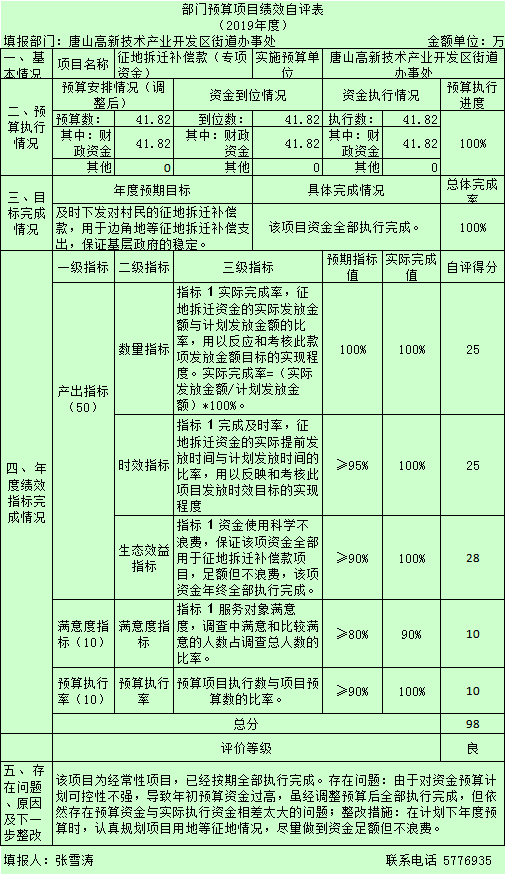 部门预算项目绩效自评表
（2019年度）
填报部门：唐山高新技术产业开发区街道办事处 金额单位：万
一、基本情况 项目名称 征地拆迁补偿款（专项资金） 实施预算单位 唐山高新技术产业开发区街道办事处
二、预算执行情况 预算安排情况（调整后） 资金到位情况 资金执行情况 预算执行进度
预算数： 41.82 到位数： 41.82 执行数： 41.82 100%
其中：财政资金 41.82 其中：财政资金 41.82 其中：财政资金 41.82
其他 0 其他 0 其他 0
三、目标完成情况 年度预期目标 具体完成情况 总体完成率
及时下发对村民的征地拆迁补偿款，用于边角地等征地拆迁补偿支出，保证基层政府的稳定。 该项目资金全部执行完成。 100%
四、年度绩效指标完成情况 一级指标 二级指标 三级指标 预期指标值 实际完成值 自评得分
产出指标（50） 数量指标 指标1实际完成率，征地拆迁资金的实际发放金额与计划发放金额的比率，用以反应和考核此款项发放金额目标的实现程度。实际完成率=（实际发放金额/计划发放金额）*100%。 100% 100% 25
时效指标 指标1完成及时率，征地拆迁资金的实际提前发放时间与计划发放时间的比率，用以反映和考核此项目发放时效目标的实现程度 ≥95% 100% 25
生态效益指标 指标1资金使用科学不浪费，保证该项资金全部用于征地拆迁补偿款项目，足额但不浪费，该项资金年终全部执行完成。 ≥90% 100% 28
满意度指标（10） 满意度指标 指标1服务对象满意度，调查中满意和比较满意的人数占调查总人数的比率。 ≥80% 90% 10
预算执行率（10） 预算执行率 预算项目执行数与项目预算数的比率。 ≥90% 100% 10
总分 98
评价等级 良
五、存在问题、原因及下一步整改 该项目为经常性项目，已经按期全部执行完成。存在问题：由于对资金预算计划可控性不强，导致年初预算资金过高，虽经调整预算后全部执行完成，但依然存在预算资金与实际执行资金相差太大的问题；整改措施：在计划下年度预算时，认真规划项目用地等征地情况，尽量做到资金足额但不浪费。
填报人：张雪涛 联系电话 5776935